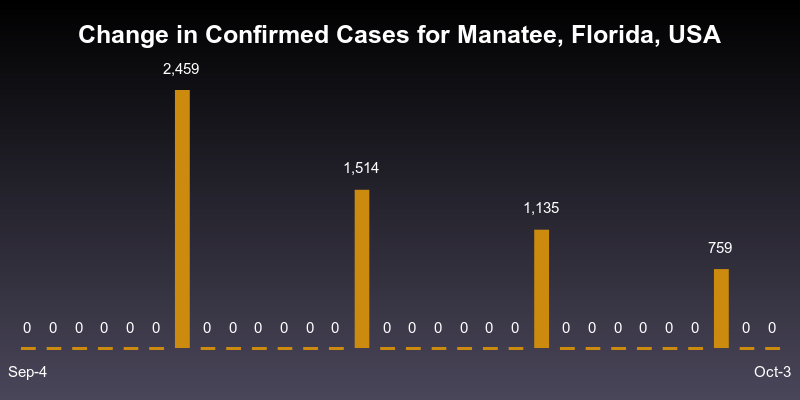 Change in Confirmed Cases for Manatee, Florida, USA
2,459
1,514
1,135
759
0 0 0 0 0 0 0 0 0 0 0 0 0 0 0 0 0 0 0 0 0 0 0 0 0 0
Sep-4 Oct-3